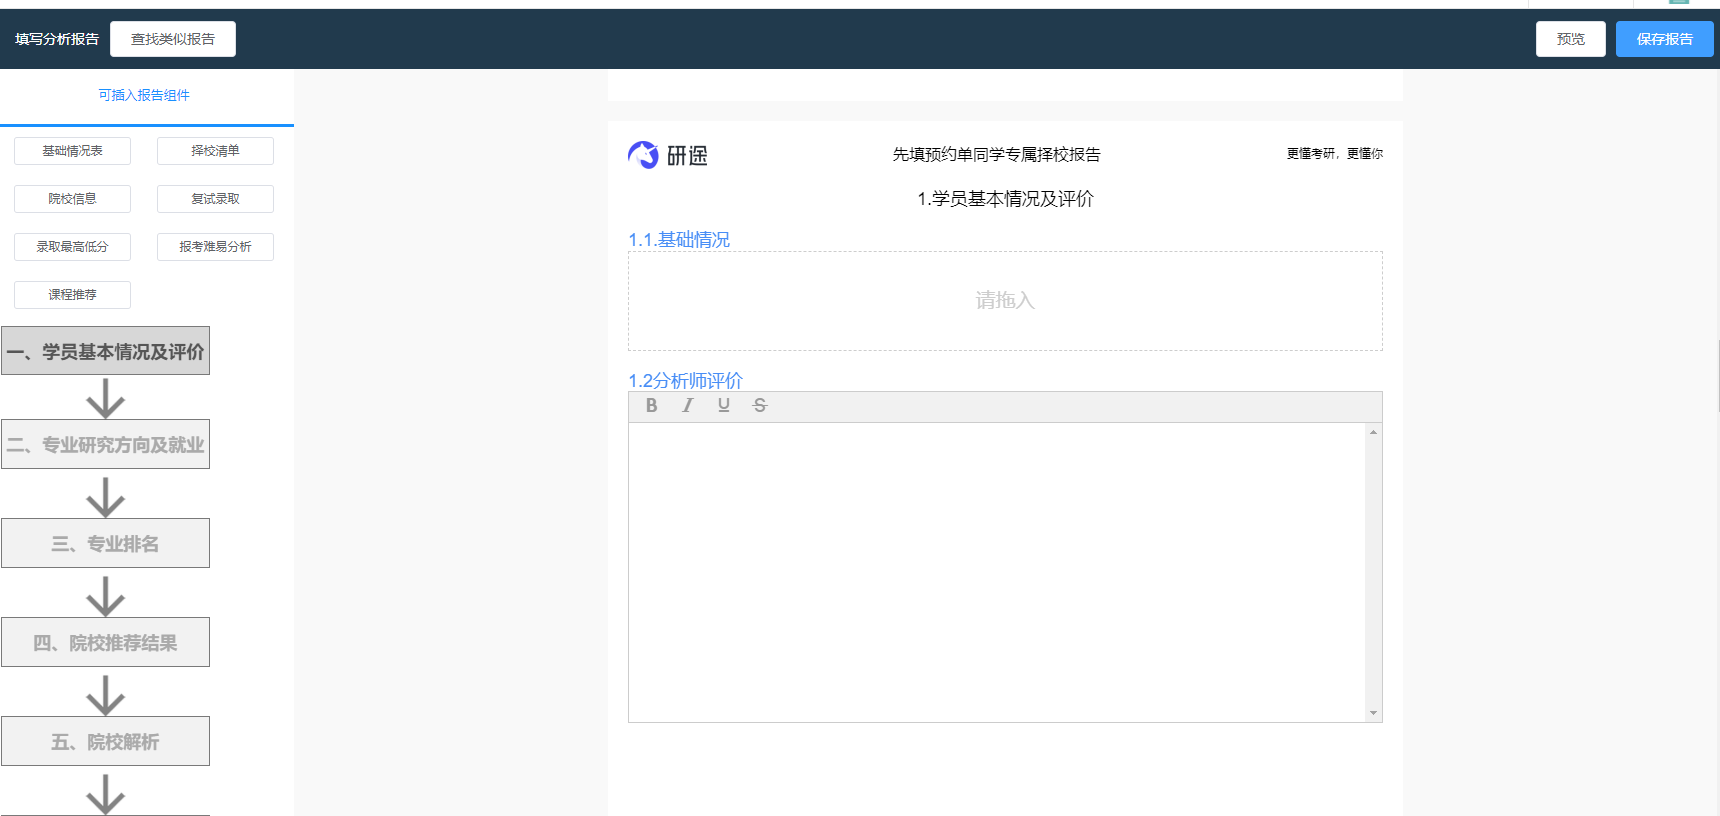 填写分析报告 查找类似报告 预览 保存报告
可插入报告组件
基础情况表 择校清单
院校信息 复试录取
录取最高低分 报考难易分析
课程推荐
一、学员基本情况及评价
二、专业研究方向及就业
三、专业排名
四、院校推荐结果
五、院校解析
研途 先填预约单同学专属择校报告 更懂考研，更懂你
1.学员基本情况及评价
1.1.基础情况
请拖入
1.2分析师评价
B I U S